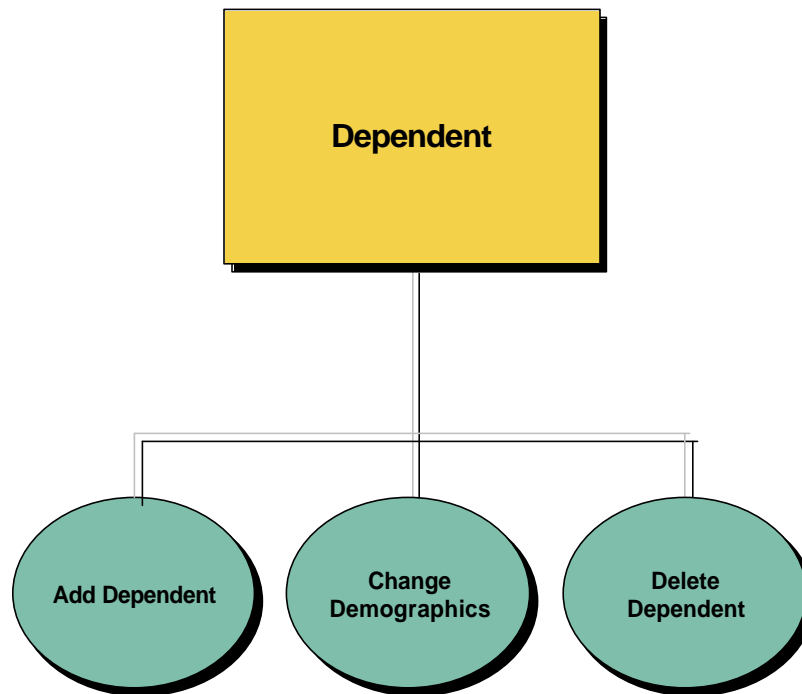 Dependent
Add Dependent
Change
Demographics
Delete
Dependent